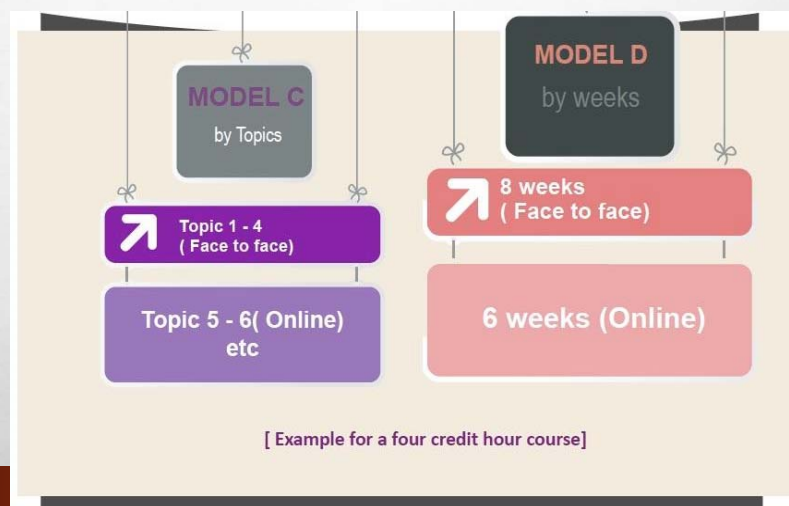 MODEL C
by Topics
Topic 1 - 4
( Face to face)
Topic 5 - 6( Online)
etc
MODEL D
by weeks
8 weeks
( Face to face)
6 weeks (Online)
[ Example for a four credit hour course]